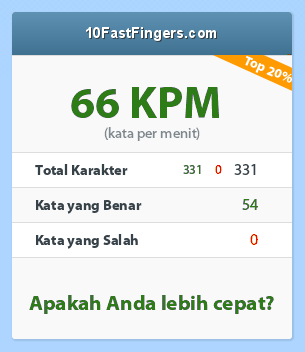 10FastFingers.com
Top 20%
66 KPM
(kata per menit)
Total Karakter 331 0 331
Kata yang Benar 54
Kata yang Salah 0
Apakah Anda lebih cepat?